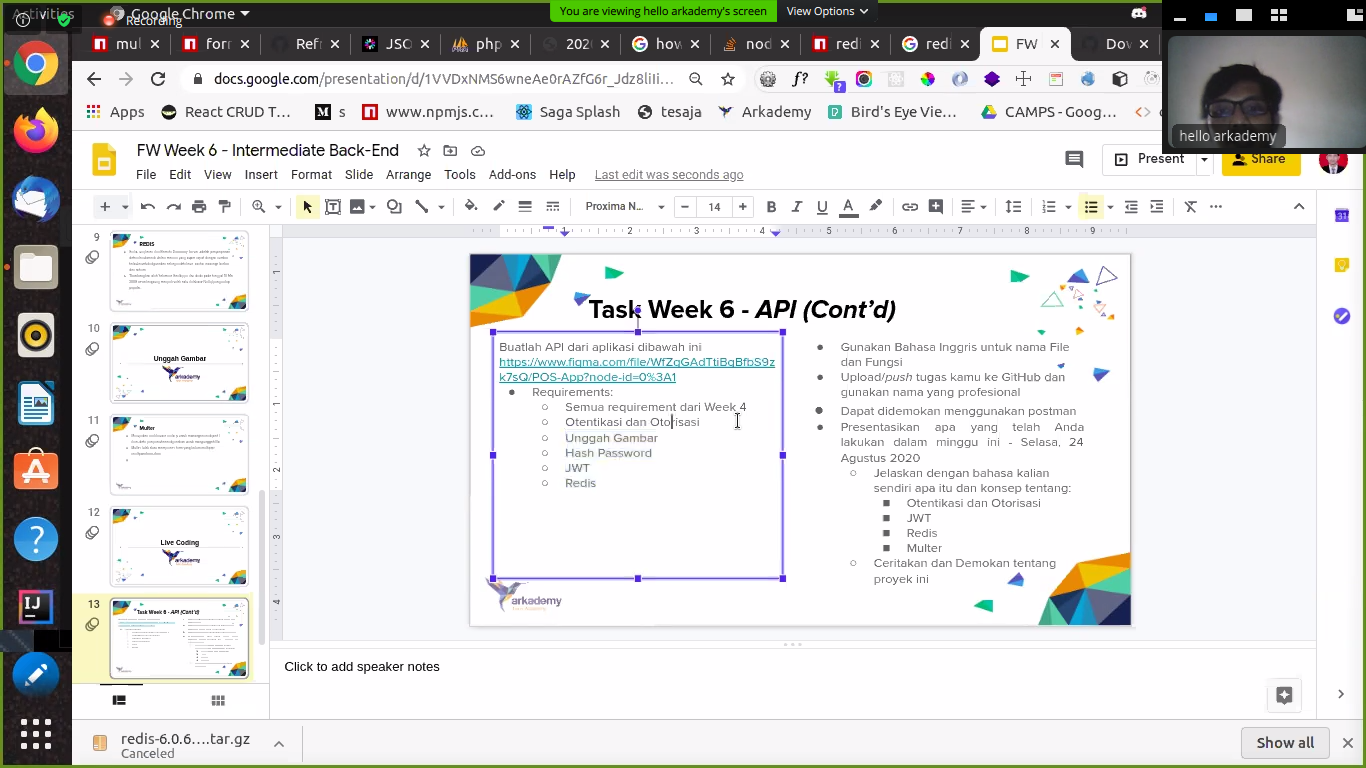 Activities
Google Chrome
Recording
You are viewing hello arkademy's screen
View Options
mul
forr
Refr
JSO
php
202
how
nod
redi
redi
FW
Dov
docs.google.com/presentation/d/1VVDxNMS6wneAe0rAZfG6r_Jdz8liIi...
Apps
React CRUD T...
s
www.npmjs.c...
Saga Splash
tesaja
Arkademy
Bird's Eye Vie...
CAMPS - Goog...
hello arkademy
FW Week 6 - Intermediate Back-End
File Edit View Insert Format Slide Arrange Tools Add-ons Help
Last edit was seconds ago
Present
Share
Proxima N...
14
9
REDIS
10
Unggah Gambar
11
Multer
12
Live Coding
13
Task Week 6 - API (Cont'd)
Task Week 6 - API (Cont'd)
Buatlah API dari aplikasi dibawah ini
https://www.figma.com/file/WfZqGAdTtiBqBfbS9z
k7sQ/POS-App?node-id=0%3A1
Requirements:
Semua requirement dari Week 4
Otentikasi dan Otorisasi
Unggah Gambar
Hash Password
JWT
Redis
arkademy
Gunakan Bahasa Inggris untuk nama File
dan Fungsi
Upload/push tugas kamu ke GitHub dan
gunakan nama yang profesional
Dapat didemokan menggunakan postman
Presentasikan apa yang telah Anda
lakukan dalam minggu ini - Selasa, 24
Agustus 2020
Jelaskan dengan bahasa kalian
sendiri apa itu dan konsep tentang:
Otentikasi dan Otorisasi
JWT
Redis
Multer
Ceritakan dan Demokan tentang
proyek ini
Click to add speaker notes
redis-6.0.6....tar.gz
Canceled
Show all